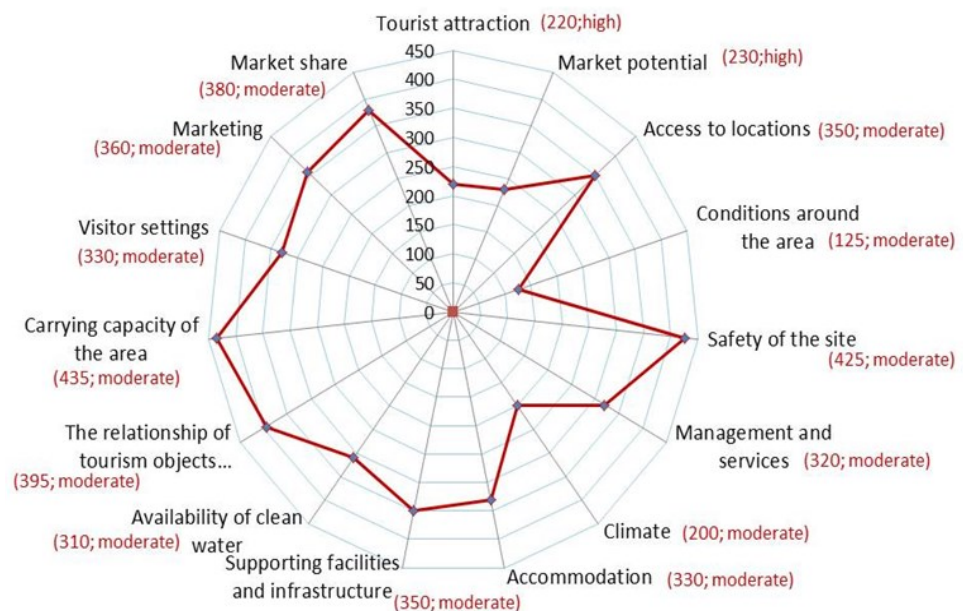 Tourist attraction (220;high)
Market potential (230;high)
Access to locations (350; moderate)
Conditions around
the area (125; moderate)
Safety of the site
(425; moderate)
Management and
services (320; moderate)
Climate (200; moderate)
Accommodation (330; moderate)
Supporting facilities
and infrastructure (350; moderate)
Availability of clean
water
(310; moderate)
The relationship of
tourism objects...
(395; moderate)
Carrying capacity of
the area
(435; moderate)
Visitor settings
(330; moderate)
Marketing
(360; moderate)
Market share
(380; moderate)
450
400
350
300
250
200
150
100
50
0